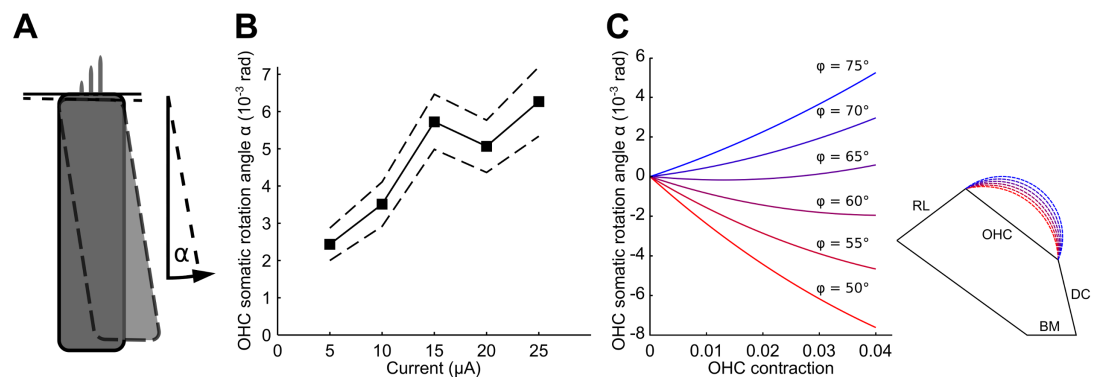 A
α
B
OHC somatic rotation angle α (10⁻³ rad)
7
6
5
4
3
2
1
0
0 5 10 15 20 25
Current (µA)
C
OHC somatic rotation angle α (10⁻³ rad)
6
4
2
0
-2
-4
-6
-8
0 0.01 0.02 0.03 0.04
OHC contraction
φ = 75°
φ = 70°
φ = 65°
φ = 60°
φ = 55°
φ = 50°
RL
OHC
DC
BM